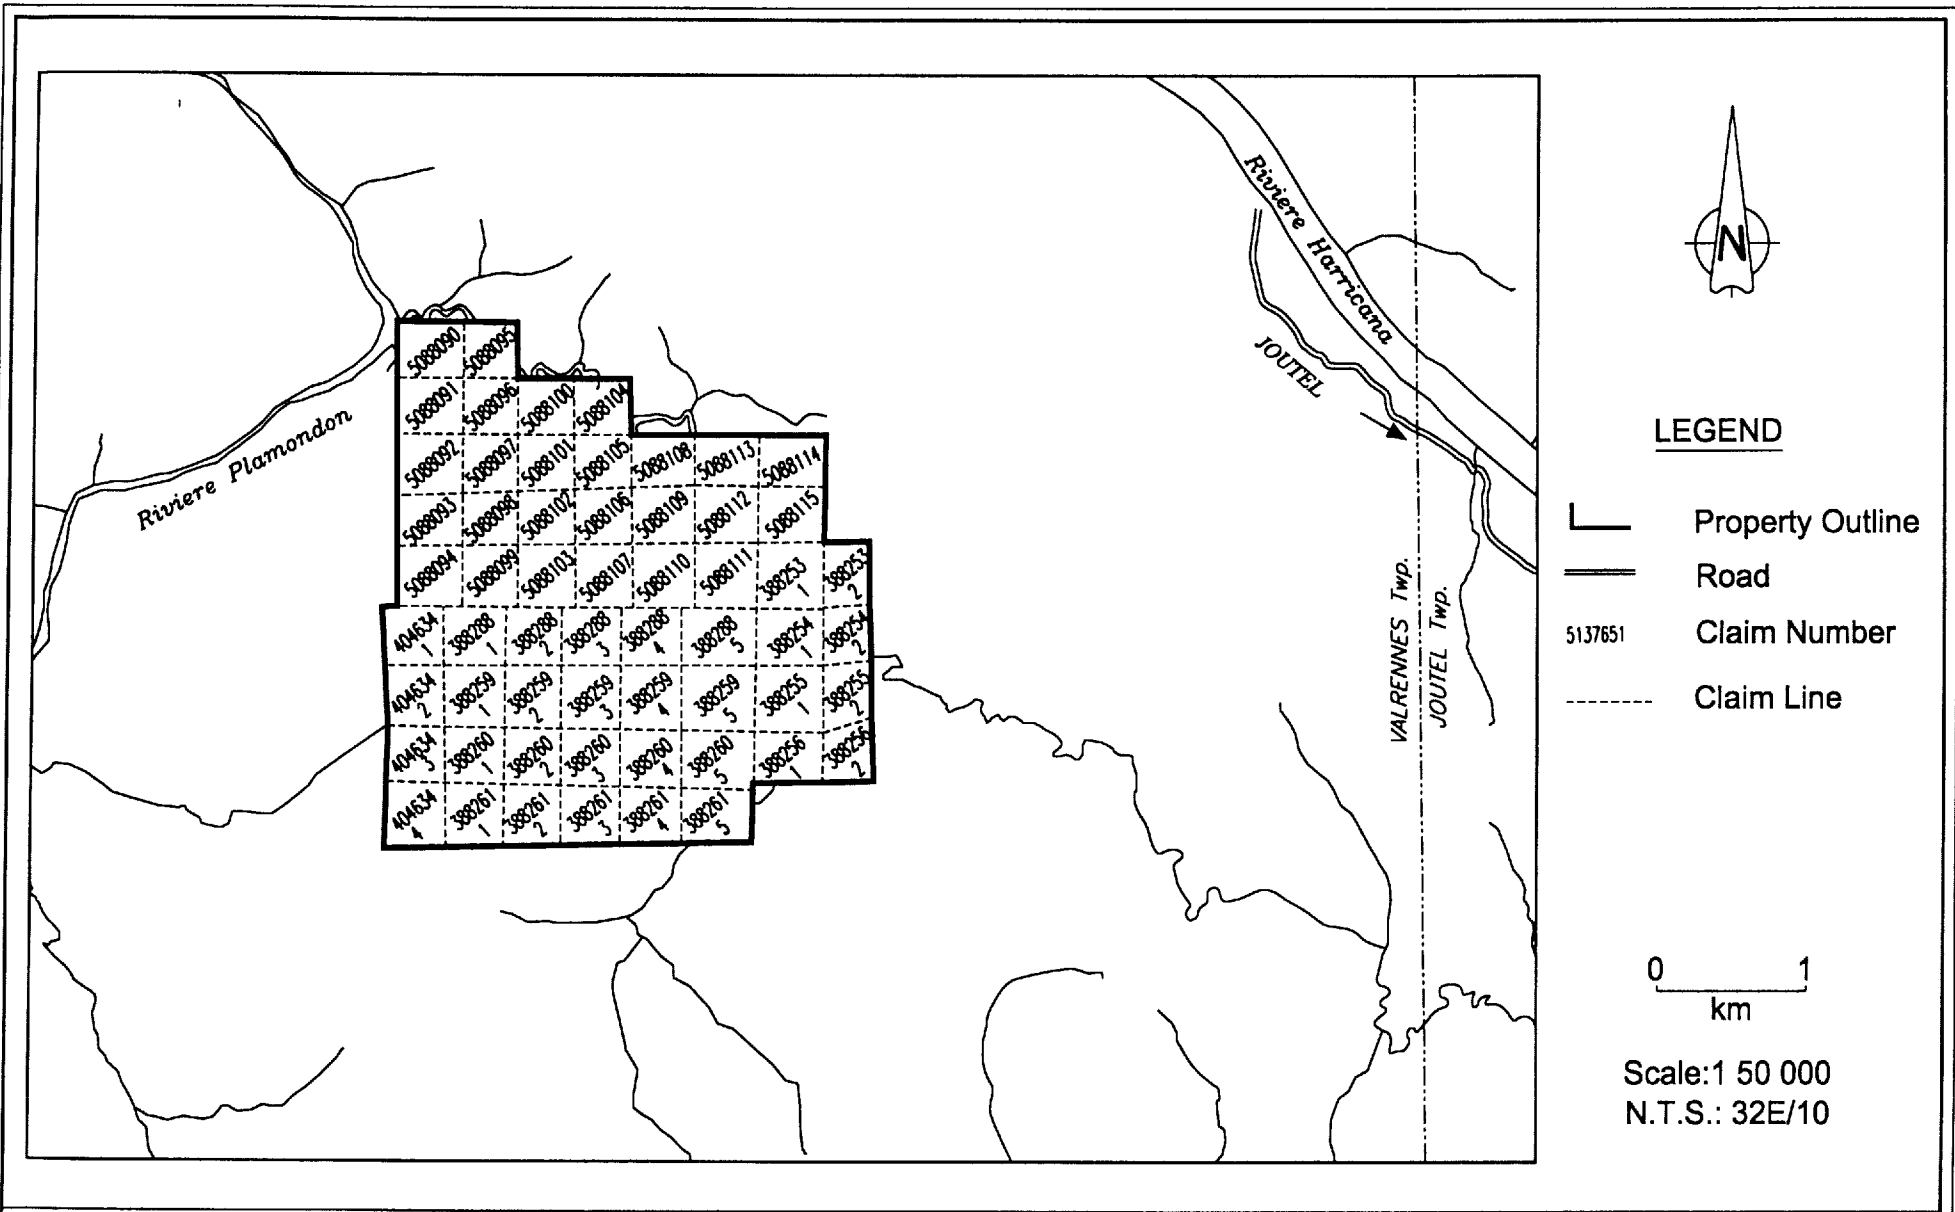 Riviere Harricana
JOUTEL
Riviere Plamondon
VALRENNES Twp.
JOUTEL Twp.
5088090 5088095
5088091 5088096 5088100 5088104
5088092 5088097 5088101 5088105 5088108 5088113 5088114
5088093 5088098 5088102 5088106 5088109 5088112 5088115
5088094 5088099 5088103 5088107 5088110 5088111 388253 388253
1 2
404634 388288 388288 388288 388288 388288 388254 388254
1 1 2 3 4 5 1 2
404634 388259 388259 388259 388259 388259 388255 388255
2 1 2 3 4 5 1 2
404634 388260 388260 388260 388260 388260 388256 388256
3 1 2 3 4 5 1 2
404634 388261 388261 388261 388261 388261
4 1 2 3 4 5
N
LEGEND
Property Outline
Road
5137651 Claim Number
Claim Line
0 1
km
Scale:1 50 000
N.T.S.: 32E/10